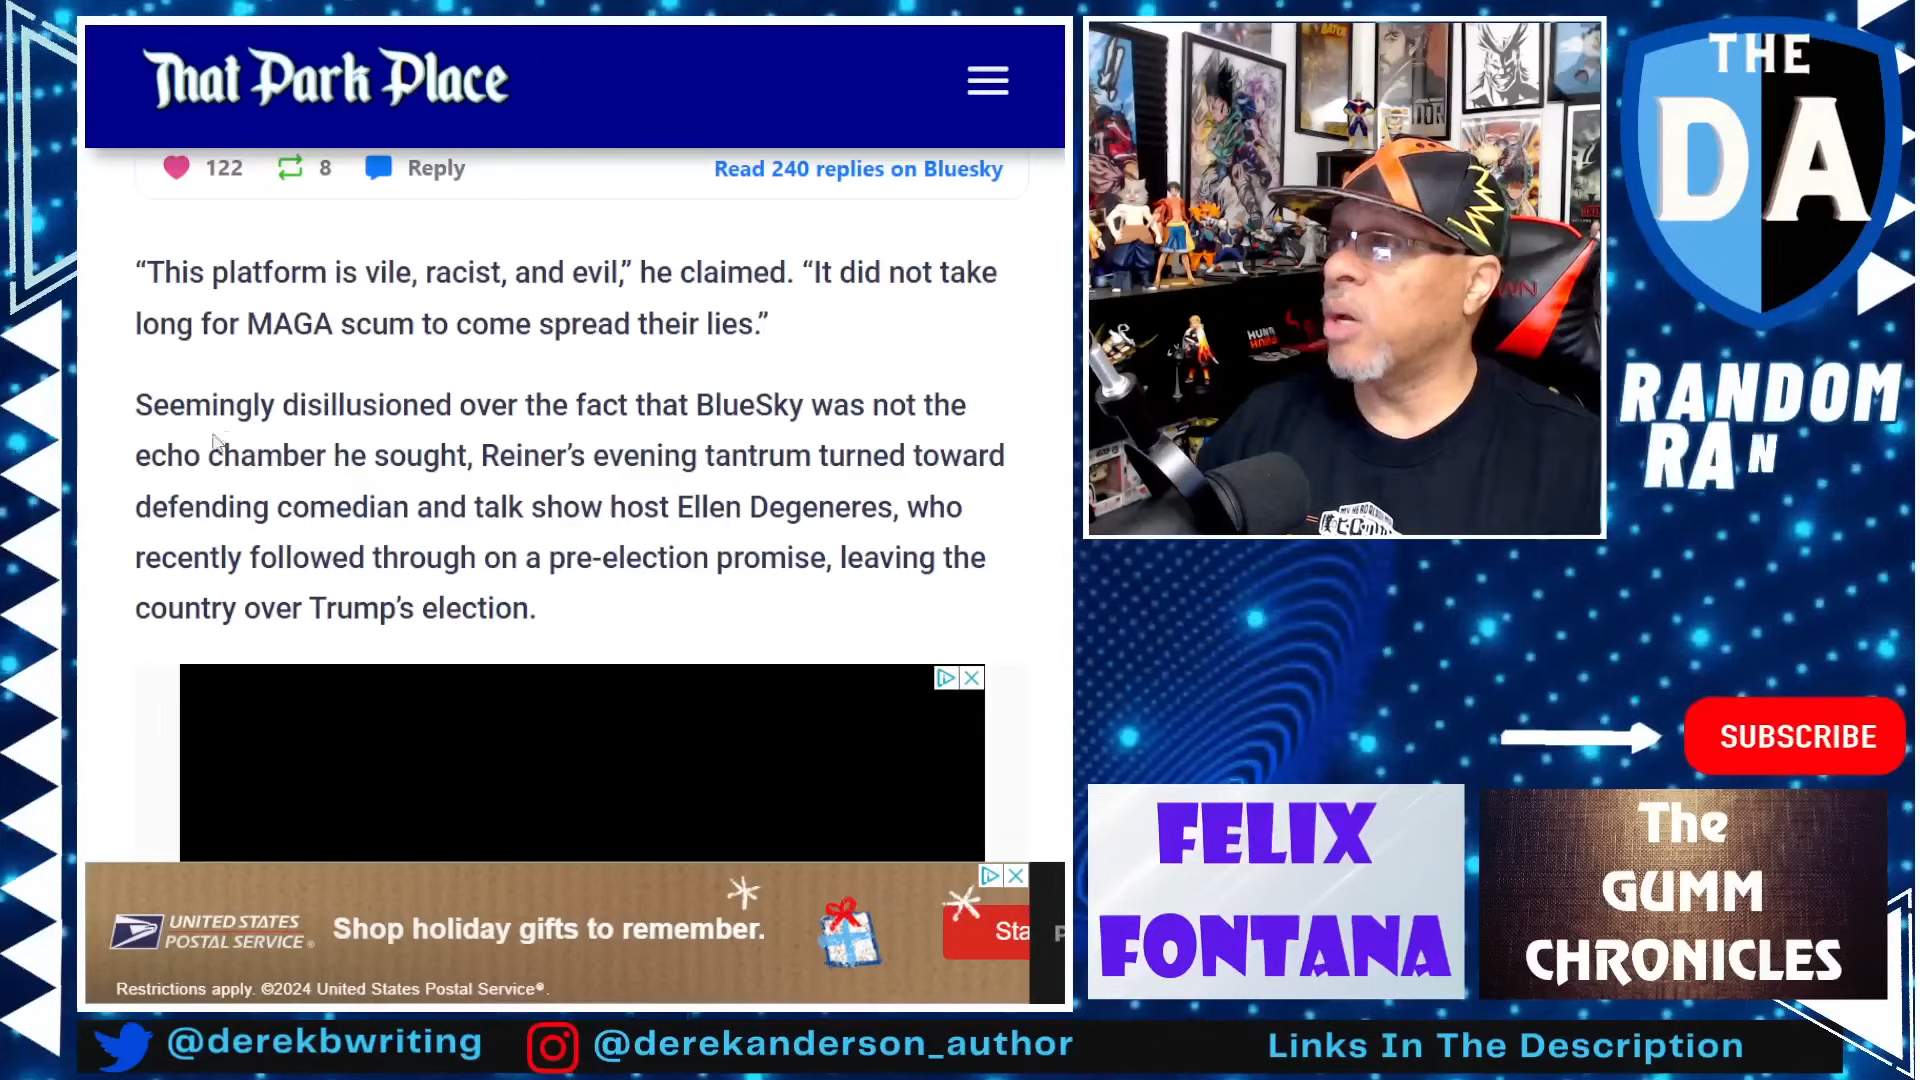 That Park Place
122 8 Reply Read 240 replies on Bluesky
“This platform is vile, racist, and evil,” he claimed. “It did not take
long for MAGA scum to come spread their lies.”
Seemingly disillusioned over the fact that BlueSky was not the
echo chamber he sought, Reiner’s evening tantrum turned toward
defending comedian and talk show host Ellen Degeneres, who
recently followed through on a pre-election promise, leaving the
country over Trump’s election.
UNITED STATES
POSTAL SERVICE®
Shop holiday gifts to remember.
Sta
Restrictions apply. ©2024 United States Postal Service®.
THE
DA
RANDOM
RAN
SUBSCRIBE
FELIX
FONTANA
The
GUMM
CHRONICLES
@derekbwriting @derekanderson_author Links In The Description